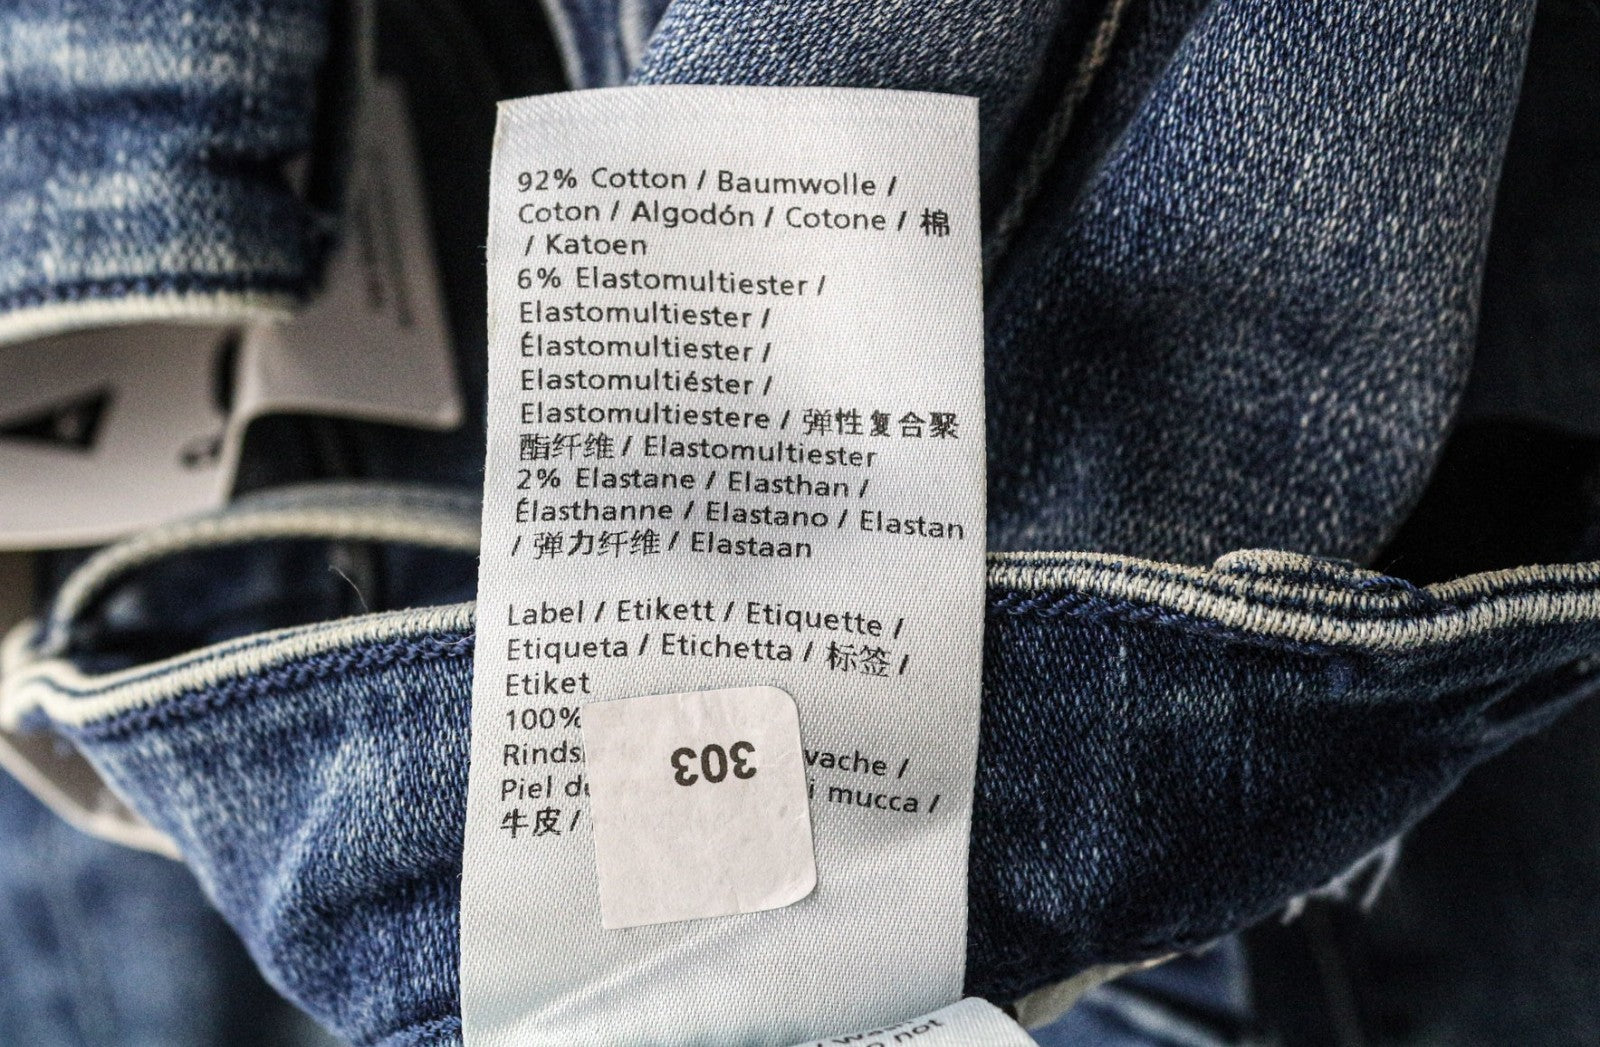 92% Cotton / Baumwolle /
Coton / Algodón / Cotone / 棉
/ Katoen
6% Elastomultiester /
Elastomultiester /
Élastomultiester /
Elastomultiéster /
Elastomultiestere / 弹性复合聚
酯纤维 / Elastomultiester
2% Elastane / Elasthan /
Élasthanne / Elastano / Elastan
/ 弹力纤维 / Elastaan
Label / Etikett / Etiquette /
Etiqueta / Etichetta / 标签 /
Etiket
100%
vache /
Piel mucca /
牛皮 /
303
not